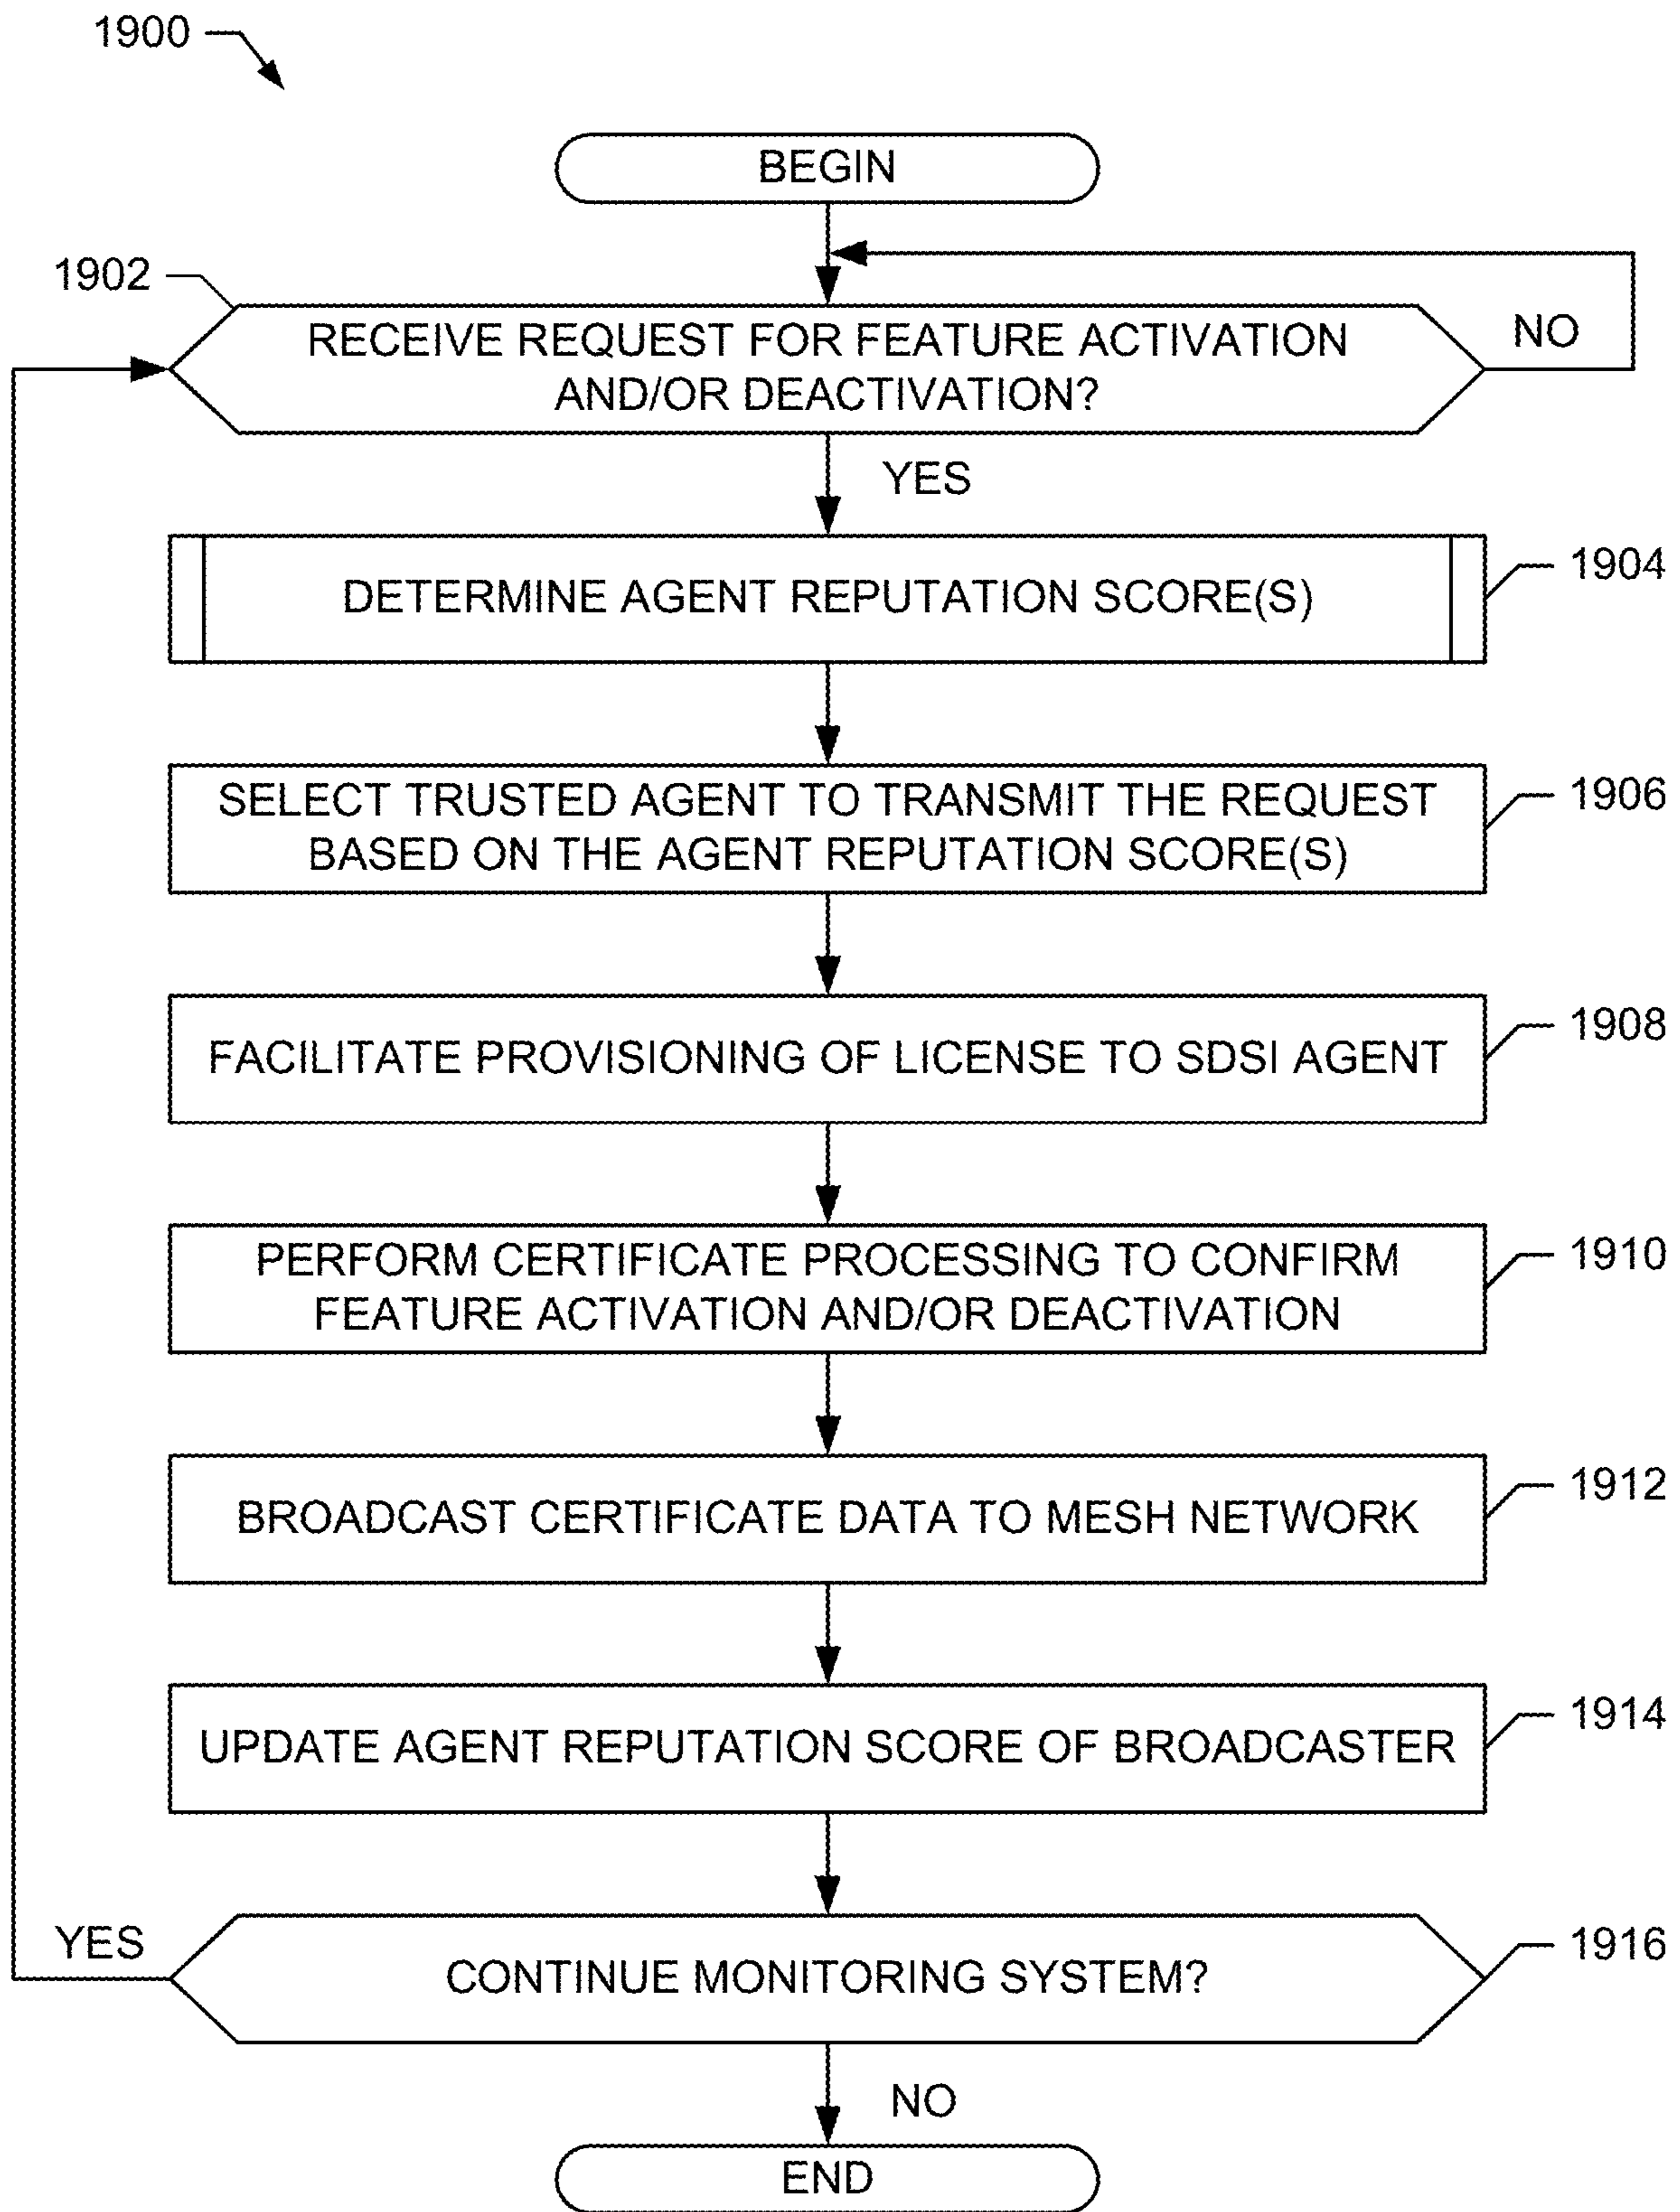 1900
BEGIN
1902
RECEIVE REQUEST FOR FEATURE ACTIVATION
AND/OR DEACTIVATION?
NO
YES
DETERMINE AGENT REPUTATION SCORE(S)
1904
SELECT TRUSTED AGENT TO TRANSMIT THE REQUEST
BASED ON THE AGENT REPUTATION SCORE(S)
1906
FACILITATE PROVISIONING OF LICENSE TO SDSI AGENT
1908
PERFORM CERTIFICATE PROCESSING TO CONFIRM
FEATURE ACTIVATION AND/OR DEACTIVATION
1910
BROADCAST CERTIFICATE DATA TO MESH NETWORK
1912
UPDATE AGENT REPUTATION SCORE OF BROADCASTER
1914
YES
CONTINUE MONITORING SYSTEM?
1916
NO
END